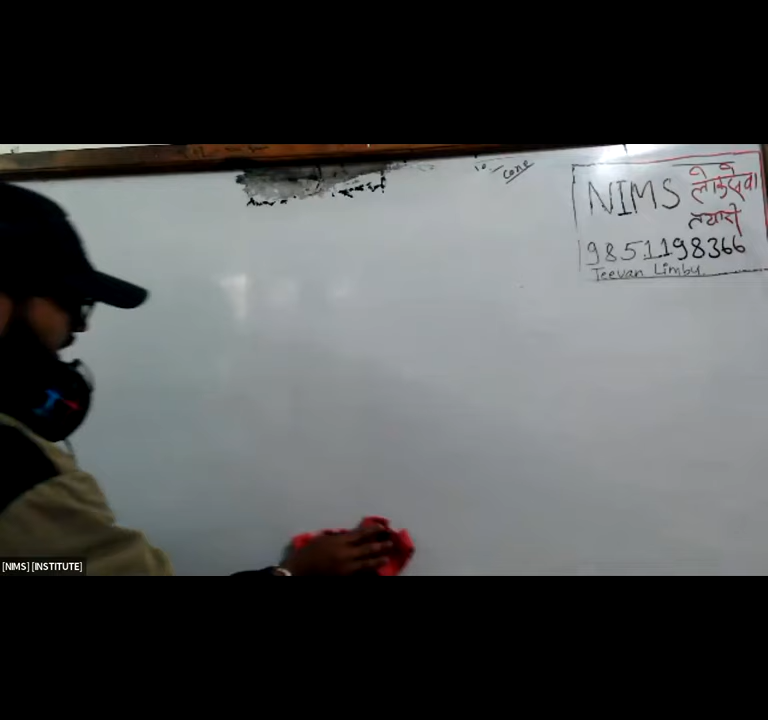 cone
NIMS लोकसेवा
तयारी
9851198366
Jeevan Limbu
[NIMS] [INSTITUTE]